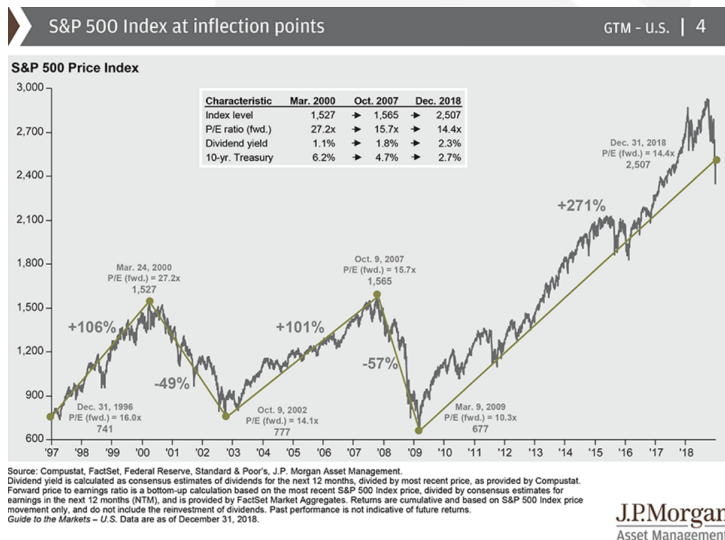 S&P 500 Index at inflection points
GTM – U.S. | 4
S&P 500 Price Index
3,000
2,700
2,400
2,100
1,800
1,500
1,200
900
600
Characteristic Mar. 2000 Oct. 2007 Dec. 2018
Index level 1,527 → 1,565 → 2,507
P/E ratio (fwd.) 27.2x → 15.7x → 14.4x
Dividend yield 1.1% → 1.8% → 2.3%
10-yr. Treasury 6.2% → 4.7% → 2.7%
Dec. 31, 2018
P/E (fwd.) = 14.4x
2,507
+271%
Oct. 9, 2007
P/E (fwd.) = 15.7x
1,565
Mar. 24, 2000
P/E (fwd.) = 27.2x
1,527
+106%
+101%
-49%
-57%
Dec. 31, 1996
P/E (fwd.) = 16.0x
741
Oct. 9, 2002
P/E (fwd.) = 14.1x
777
Mar. 9, 2009
P/E (fwd.) = 10.3x
677
'97 '98 '99 '00 '01 '02 '03 '04 '05 '06 '07 '08 '09 '10 '11 '12 '13 '14 '15 '16 '17 '18
Source: Compustat, FactSet, Federal Reserve, Standard & Poor's, J.P. Morgan Asset Management.
Dividend yield is calculated as consensus estimates of dividends for the next 12 months, divided by most recent price, as provided by Compustat.
Forward price to earnings ratio is a bottom-up calculation based on the most recent S&P 500 Index price, divided by consensus estimates for
earnings in the next 12 months (NTM), and is provided by FactSet Market Aggregates. Returns are cumulative and based on S&P 500 Index price
movement only, and do not include the reinvestment of dividends. Past performance is not indicative of future returns.
Guide to the Markets – U.S. Data are as of December 31, 2018.
J.P.Morgan
Asset Management